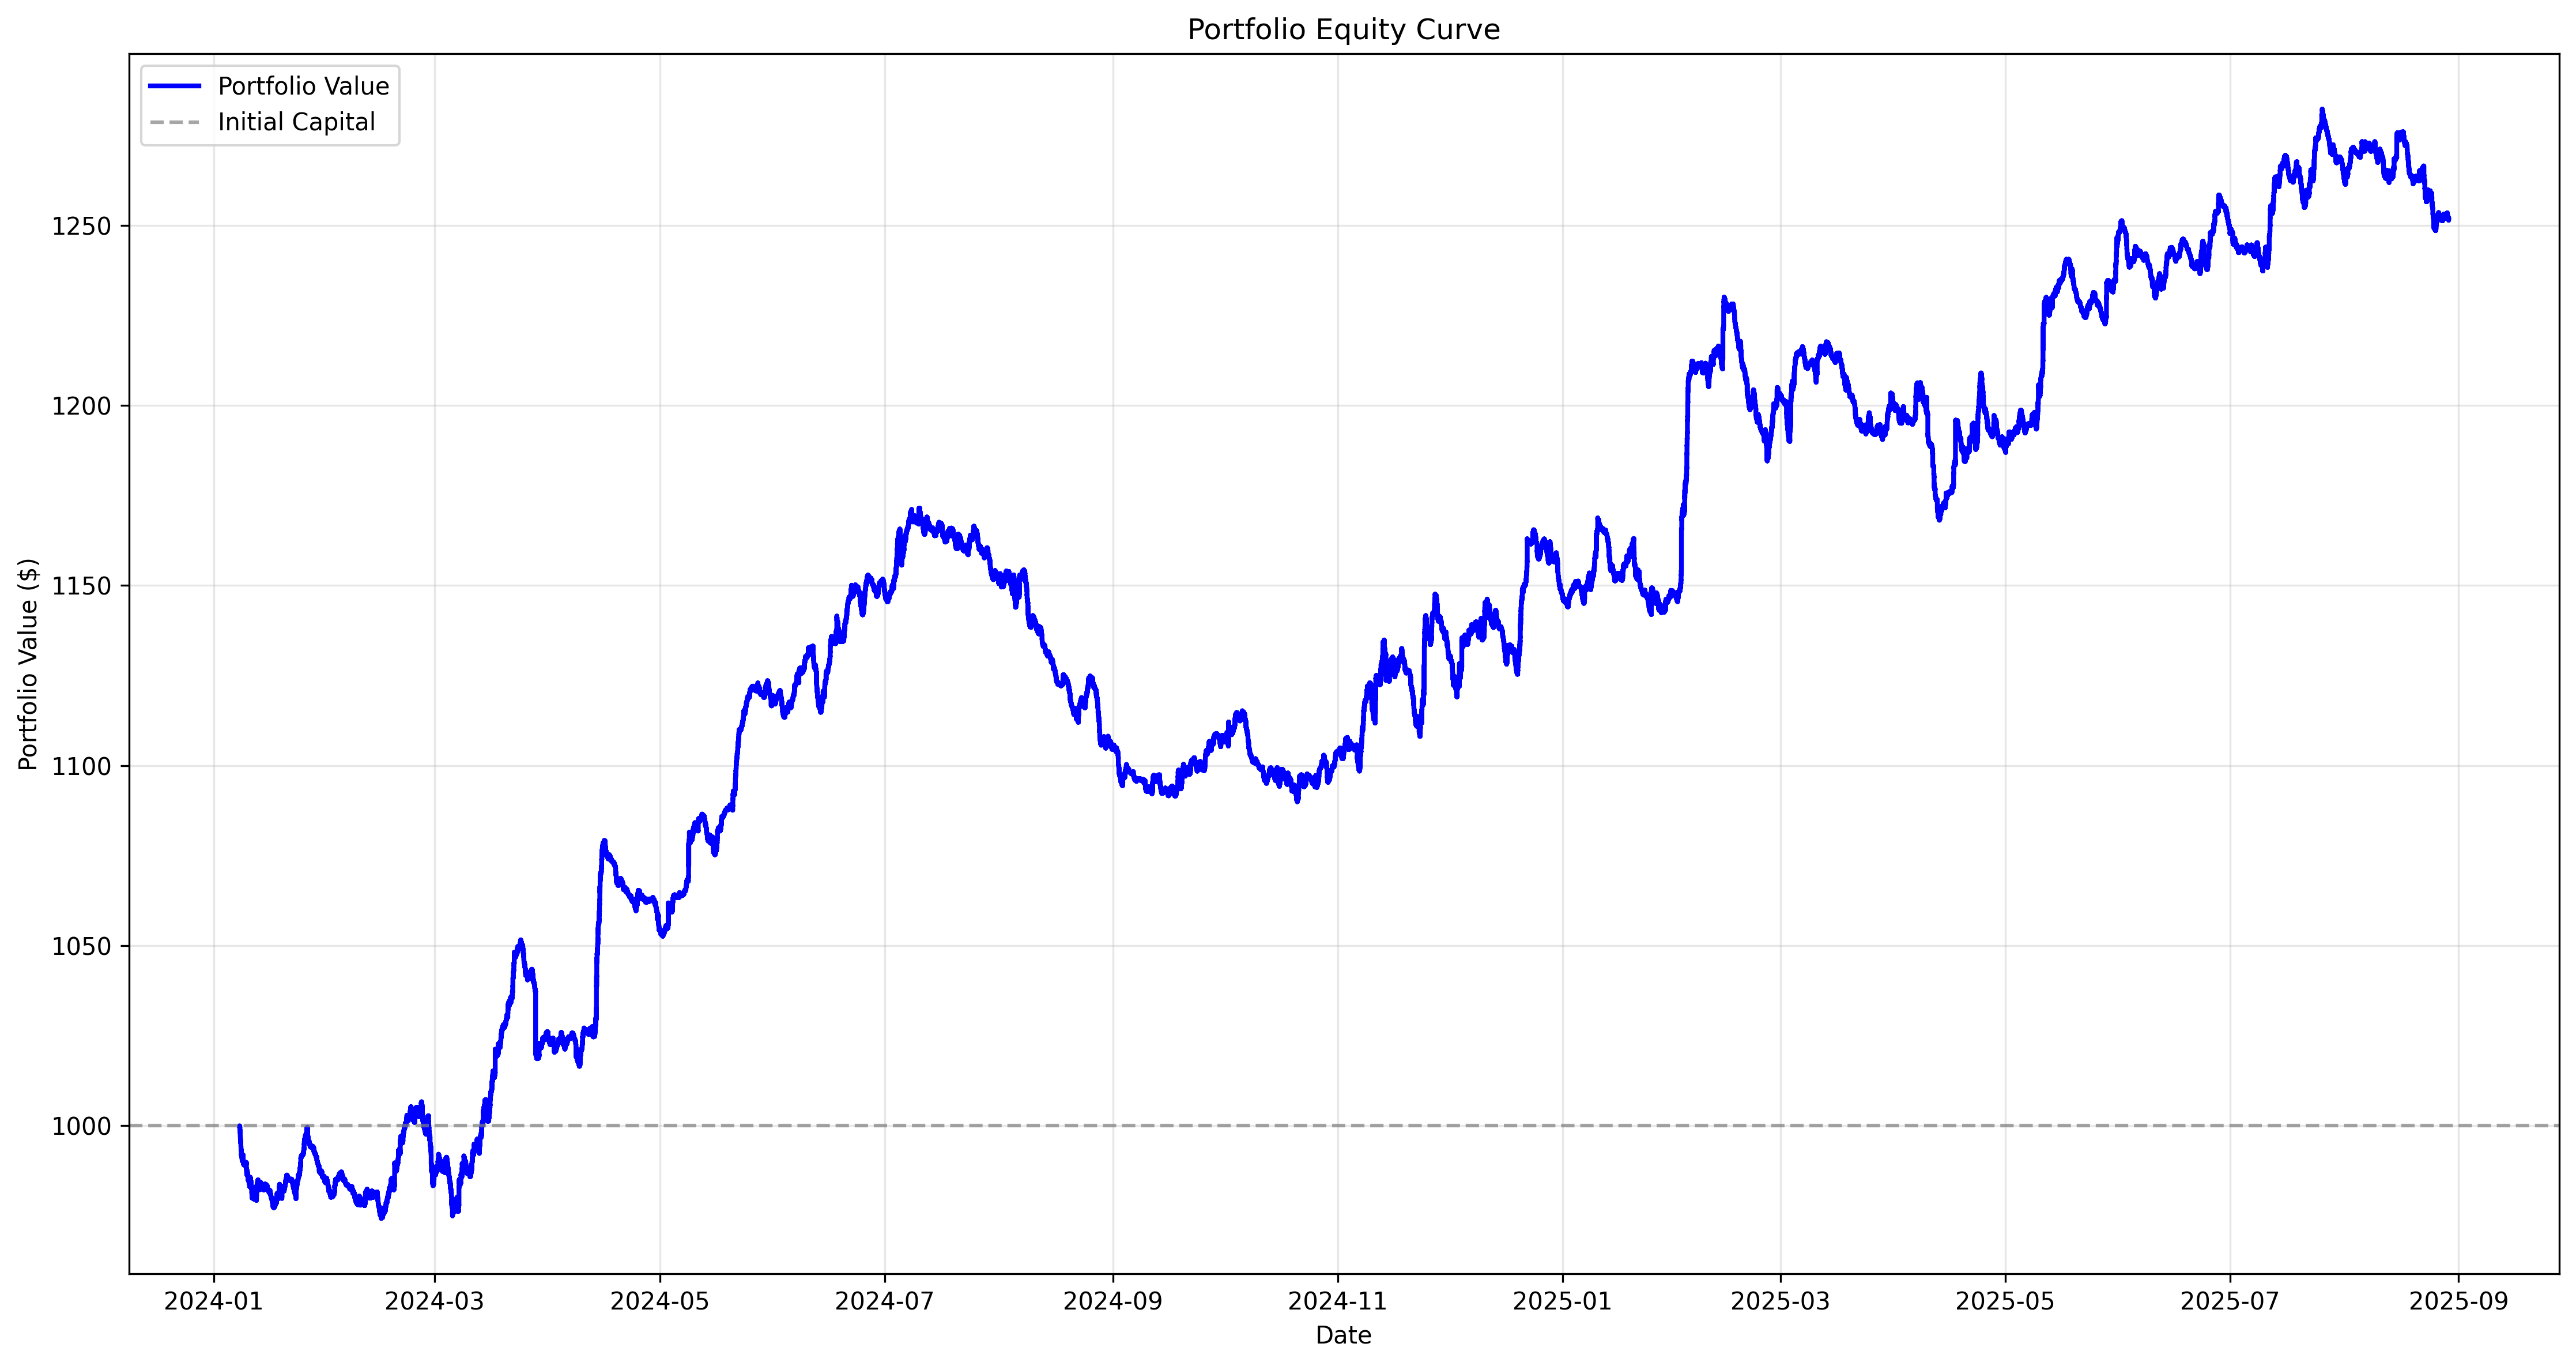 Portfolio Equity Curve
Portfolio Value
Initial Capital
Portfolio Value ($)
1250
1200
1150
1100
1050
1000
2024-01 2024-03 2024-05 2024-07 2024-09 2024-11 2025-01 2025-03 2025-05 2025-07 2025-09
Date